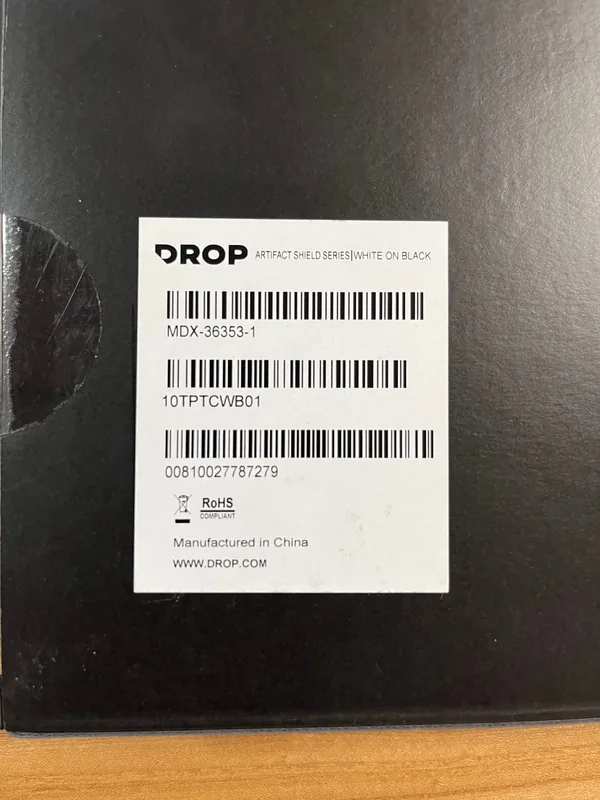 DROP ARTIFACT SHIELD SERIES|WHITE ON BLACK
MDX-36353-1
10TPTCWB01
00810027787279
RoHS
COMPLIANT
Manufactured in China
WWW.DROP.COM